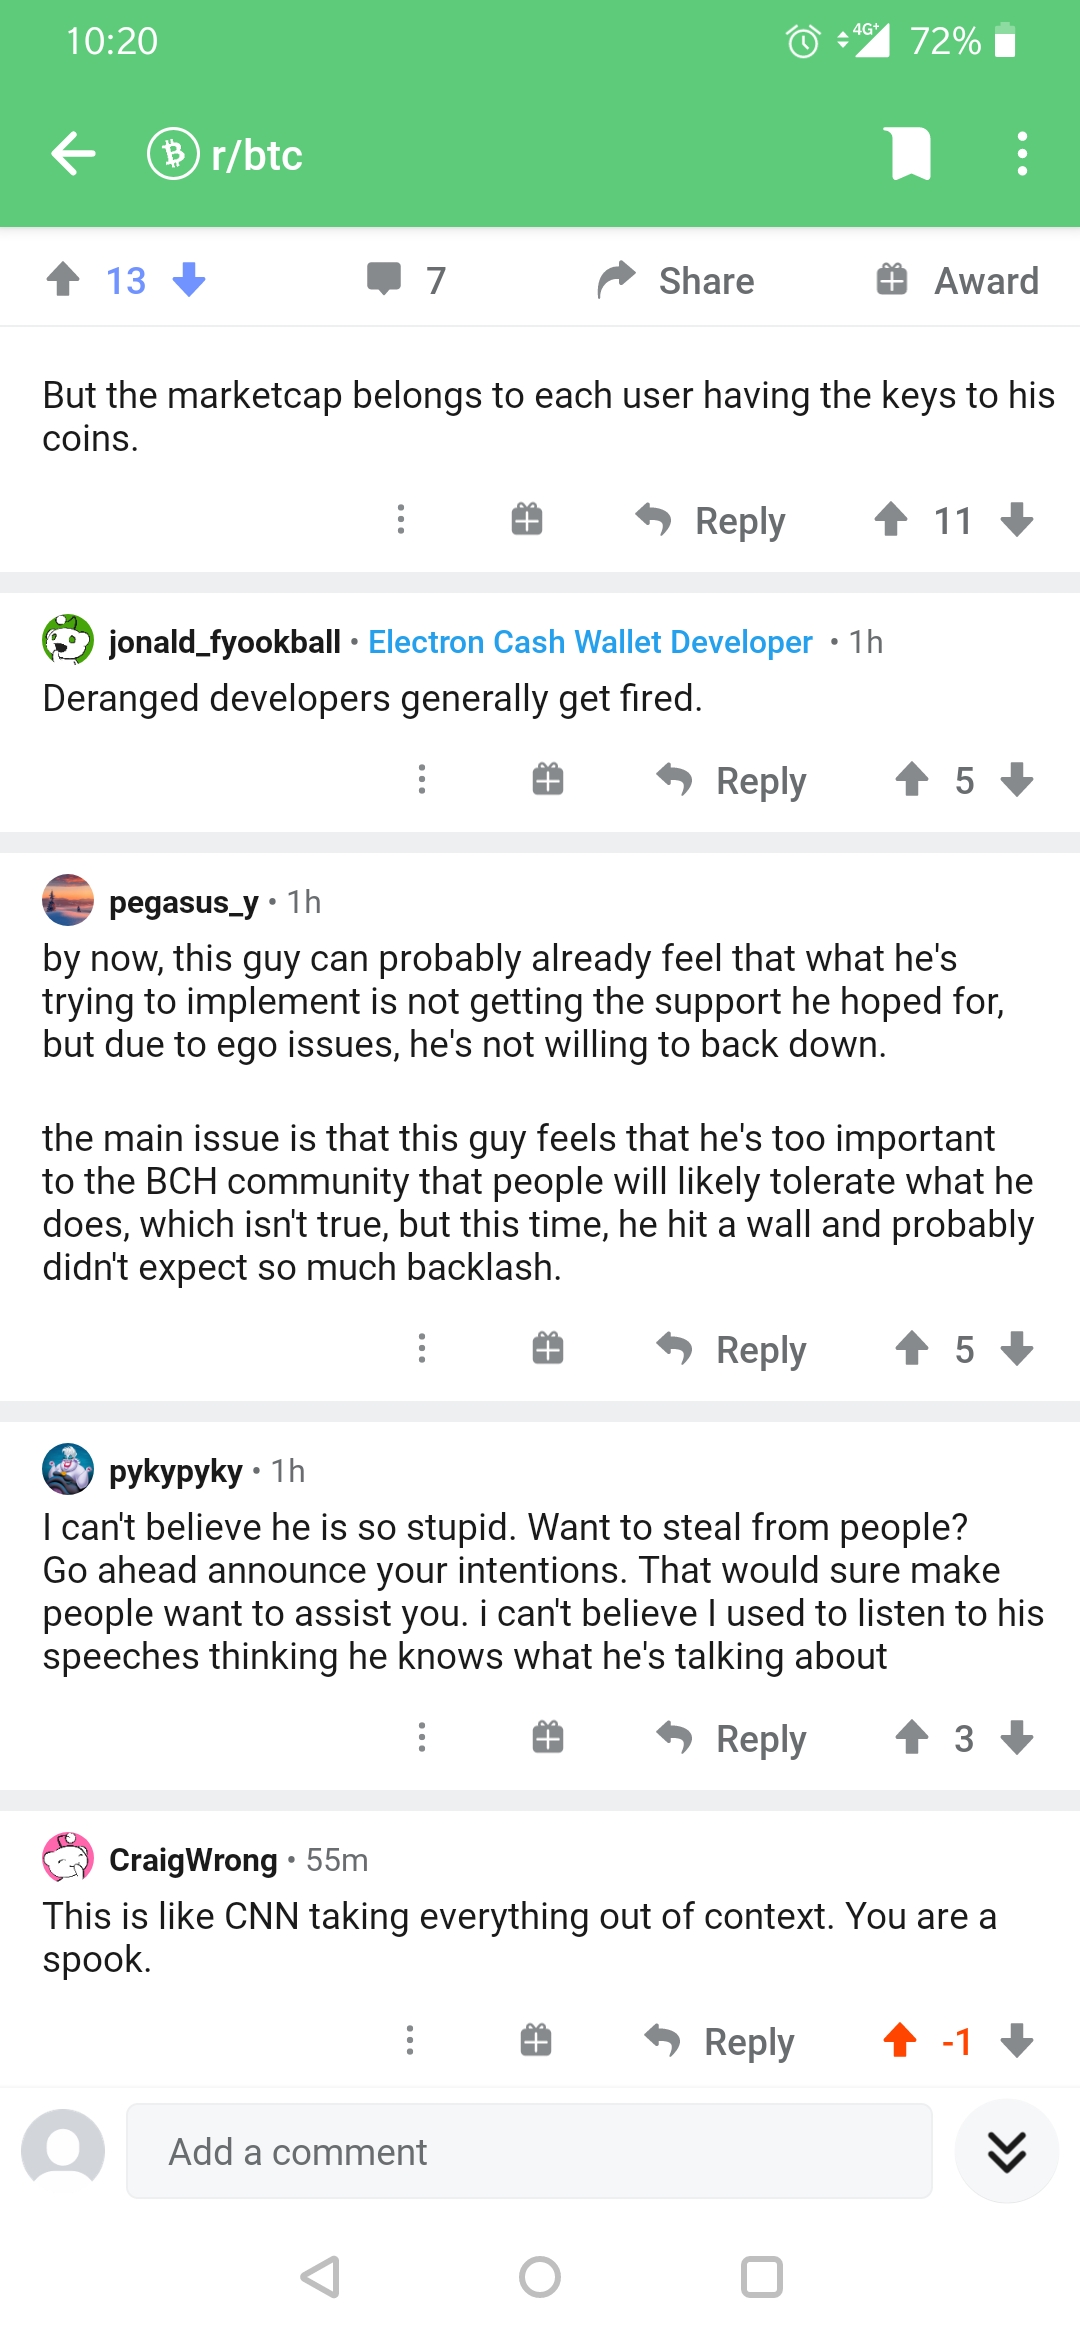 10:20 4G+ 72%
r/btc
13 7 Share Award
But the marketcap belongs to each user having the keys to his
coins.
Reply 11
jonald_fyookball • Electron Cash Wallet Developer • 1h
Deranged developers generally get fired.
Reply 5
pegasus_y • 1h
by now, this guy can probably already feel that what he's
trying to implement is not getting the support he hoped for,
but due to ego issues, he's not willing to back down.
the main issue is that this guy feels that he's too important
to the BCH community that people will likely tolerate what he
does, which isn't true, but this time, he hit a wall and probably
didn't expect so much backlash.
Reply 5
pykypyky • 1h
I can't believe he is so stupid. Want to steal from people?
Go ahead announce your intentions. That would sure make
people want to assist you. i can't believe I used to listen to his
speeches thinking he knows what he's talking about
Reply 3
CraigWrong • 55m
This is like CNN taking everything out of context. You are a
spook.
Reply -1
Add a comment